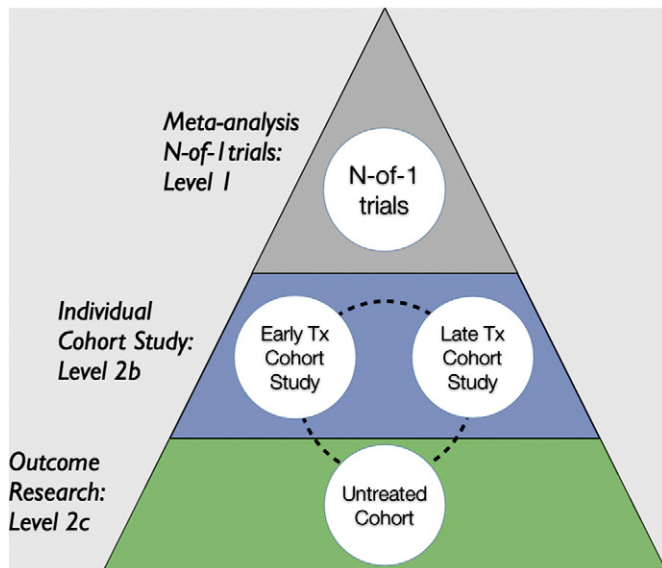 Meta-analysis
N-of-1trials:
Level 1
N-of-1
trials
Individual
Cohort Study:
Level 2b
Early Tx
Cohort
Study
Late Tx
Cohort
Study
Outcome
Research:
Level 2c
Untreated
Cohort